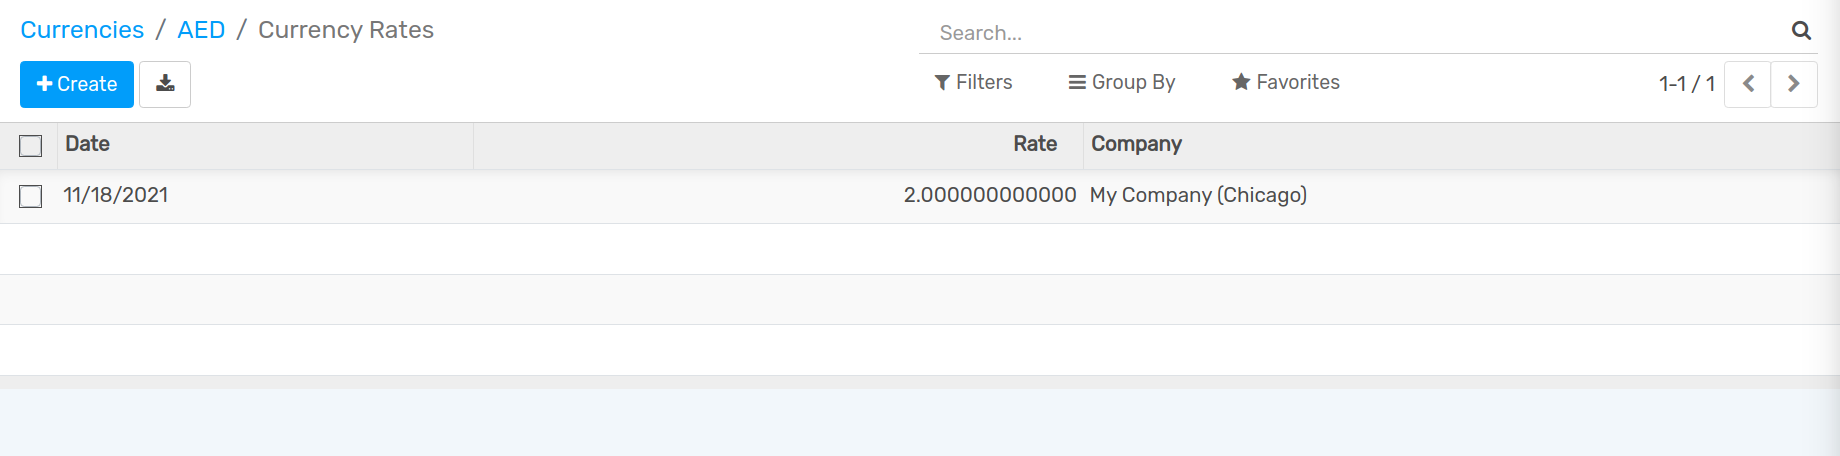 Currencies / AED / Currency Rates
Search...
Create
Filters
Group By
Favorites
1-1 / 1
Date Rate Company
11/18/2021 2.000000000000 My Company (Chicago)